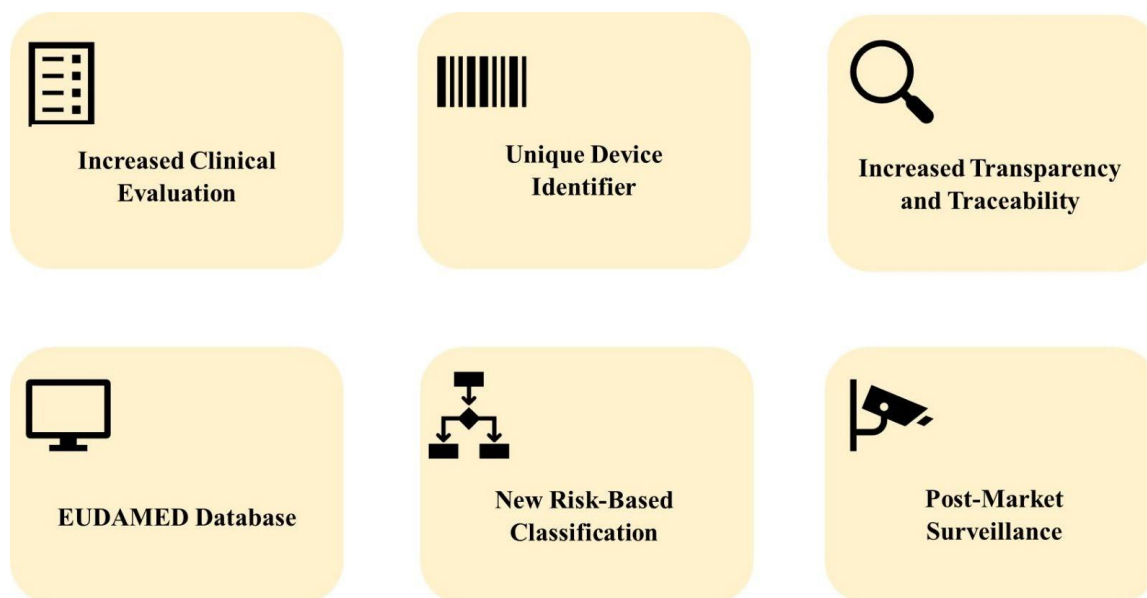 Increased Clinical
Evaluation
Unique Device
Identifier
Increased Transparency
and Traceability
EUDAMED Database
New Risk-Based
Classification
Post-Market
Surveillance